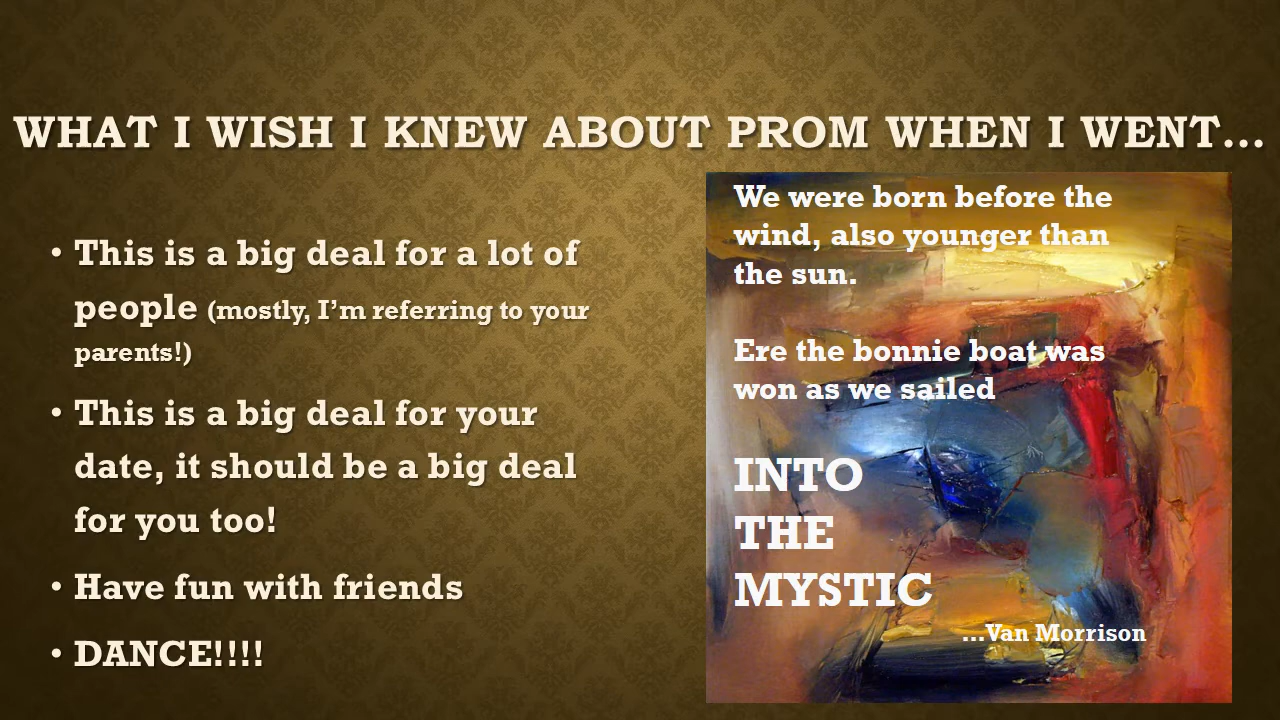 WHAT I WISH I KNEW ABOUT PROM WHEN I WENT...
• This is a big deal for a lot of
people (mostly, I'm referring to your
parents!)
• This is a big deal for your
date, it should be a big deal
for you too!
• Have fun with friends
• DANCE!!!!
We were born before the
wind, also younger than
the sun.
Ere the bonnie boat was
won as we sailed
INTO
THE
MYSTIC
...Van Morrison